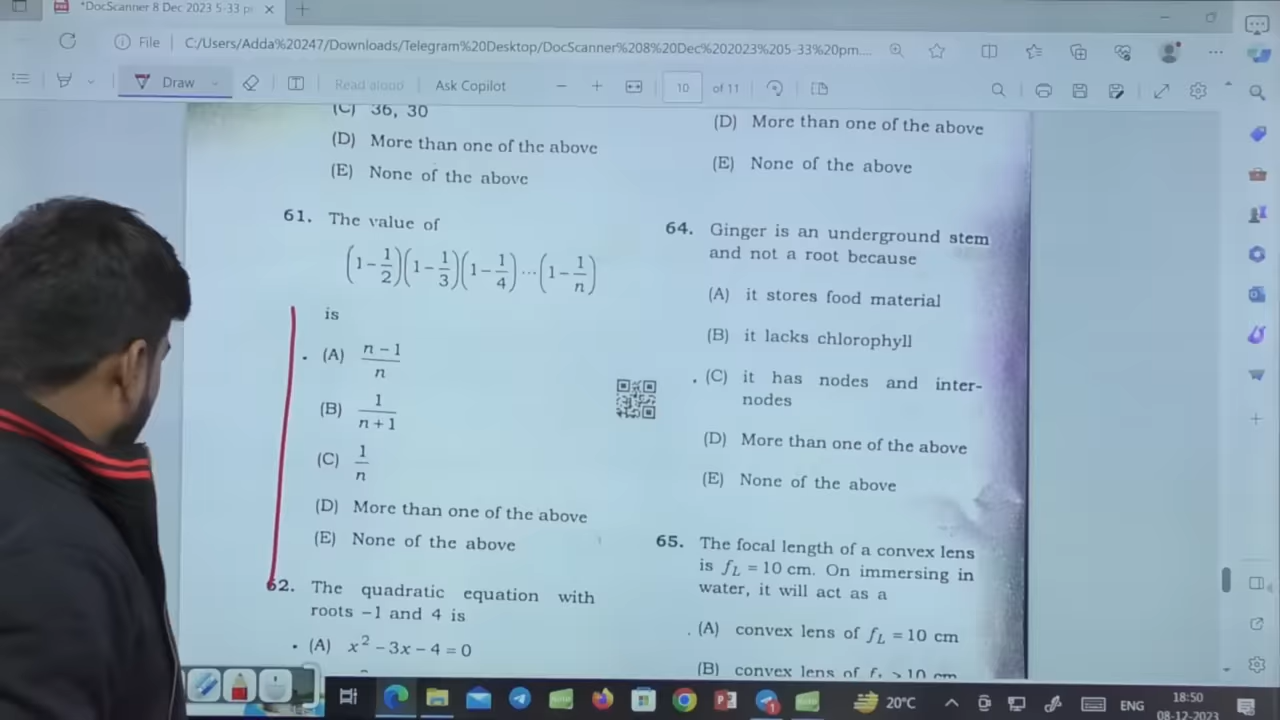 *DocScanner 8 Dec 2023 5-33 p
File
C:/Users/Adda%20247/Downloads/Telegram%20Desktop/DocScanner%208%20Dec%202023%205-33%20pm....
Draw
Read aloud
Ask Copilot
10 of 11
(C) 36, 30
(D) More than one of the above
(E) None of the above
61. The value of
(1 - 1/2)(1 - 1/3)(1 - 1/4)...(1 - 1/n)
is
(A) n - 1/n
(B) 1/n + 1
(C) 1/n
(D) More than one of the above
(E) None of the above
62. The quadratic equation with
roots -1 and 4 is
(A) x² - 3x - 4 = 0
(D) More than one of the above
(E) None of the above
64. Ginger is an underground stem
and not a root because
(A) it stores food material
(B) it lacks chlorophyll
(C) it has nodes and inter-
nodes
(D) More than one of the above
(E) None of the above
65. The focal length of a convex lens
is fL = 10 cm. On immersing in
water, it will act as a
(A) convex lens of fL = 10 cm
(B) convex lens of fL > 10 cm
20°C
ENG
18:50
08-12-2023